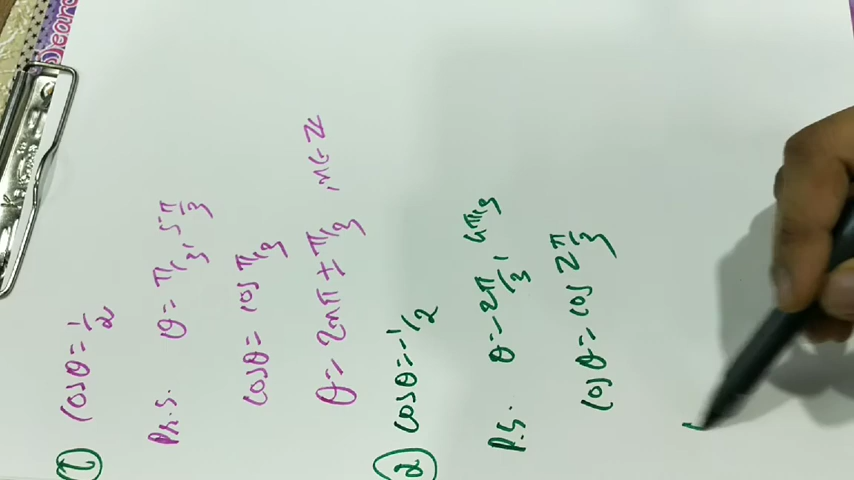 ① cosθ = 1/2
Pr.S. θ = π/3, 5π/3
cosθ = cos π/3
θ = 2nπ ± π/3, n ∈ Z
② cosθ = -1/2
P.S. θ = 2π/3, 4π/3
cosθ = cos 2π/3